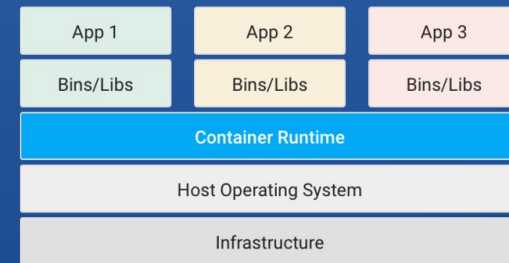 App 1 App 2 App 3
Bins/Libs Bins/Libs Bins/Libs
Container Runtime
Host Operating System
Infrastructure